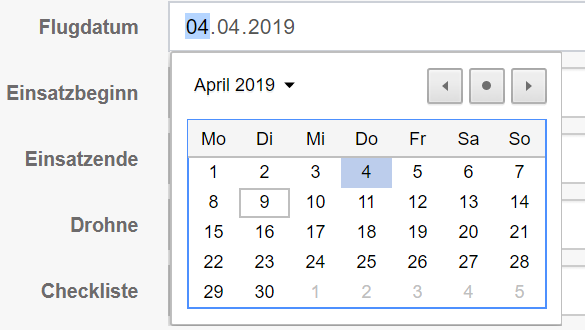 Flugdatum 04.04.2019
April 2019
Einsatzbeginn
Mo Di Mi Do Fr Sa So
Einsatzende
1 2 3 4 5 6 7
8 9 10 11 12 13 14
Drohne
15 16 17 18 19 20 21
22 23 24 25 26 27 28
Checkliste
29 30 1 2 3 4 5